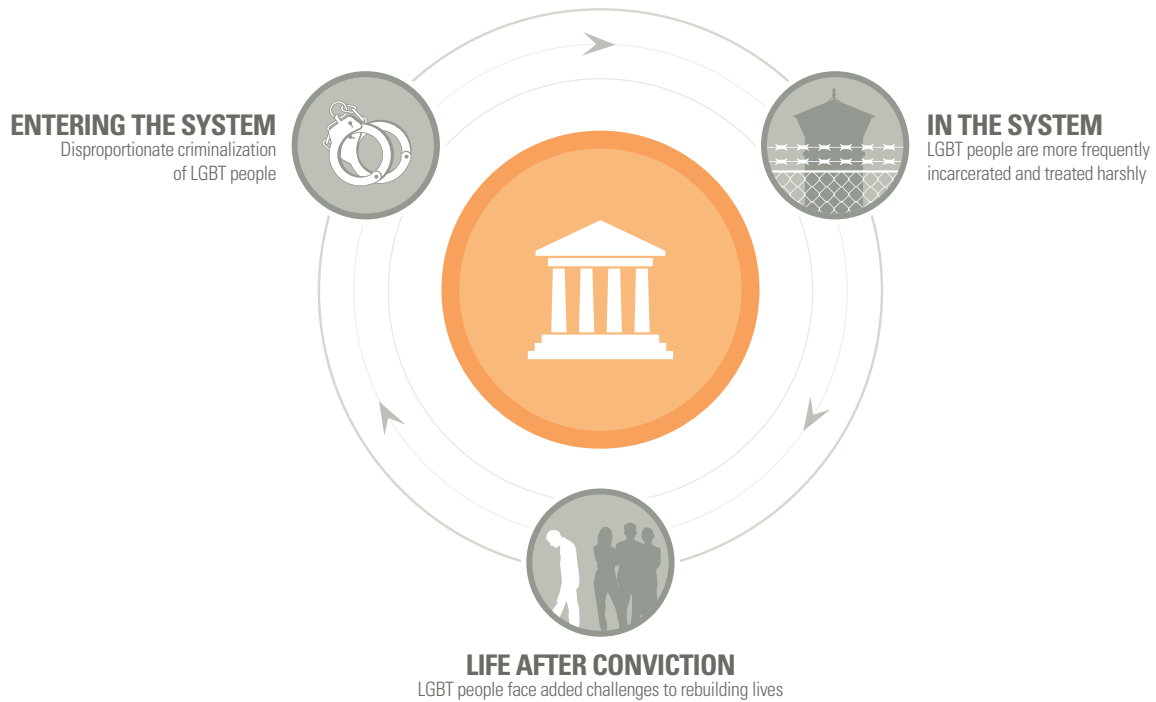 ENTERING THE SYSTEM
Disproportionate criminalization
of LGBT people
IN THE SYSTEM
LGBT people are more frequently
incarcerated and treated harshly
LIFE AFTER CONVICTION
LGBT people face added challenges to rebuilding lives